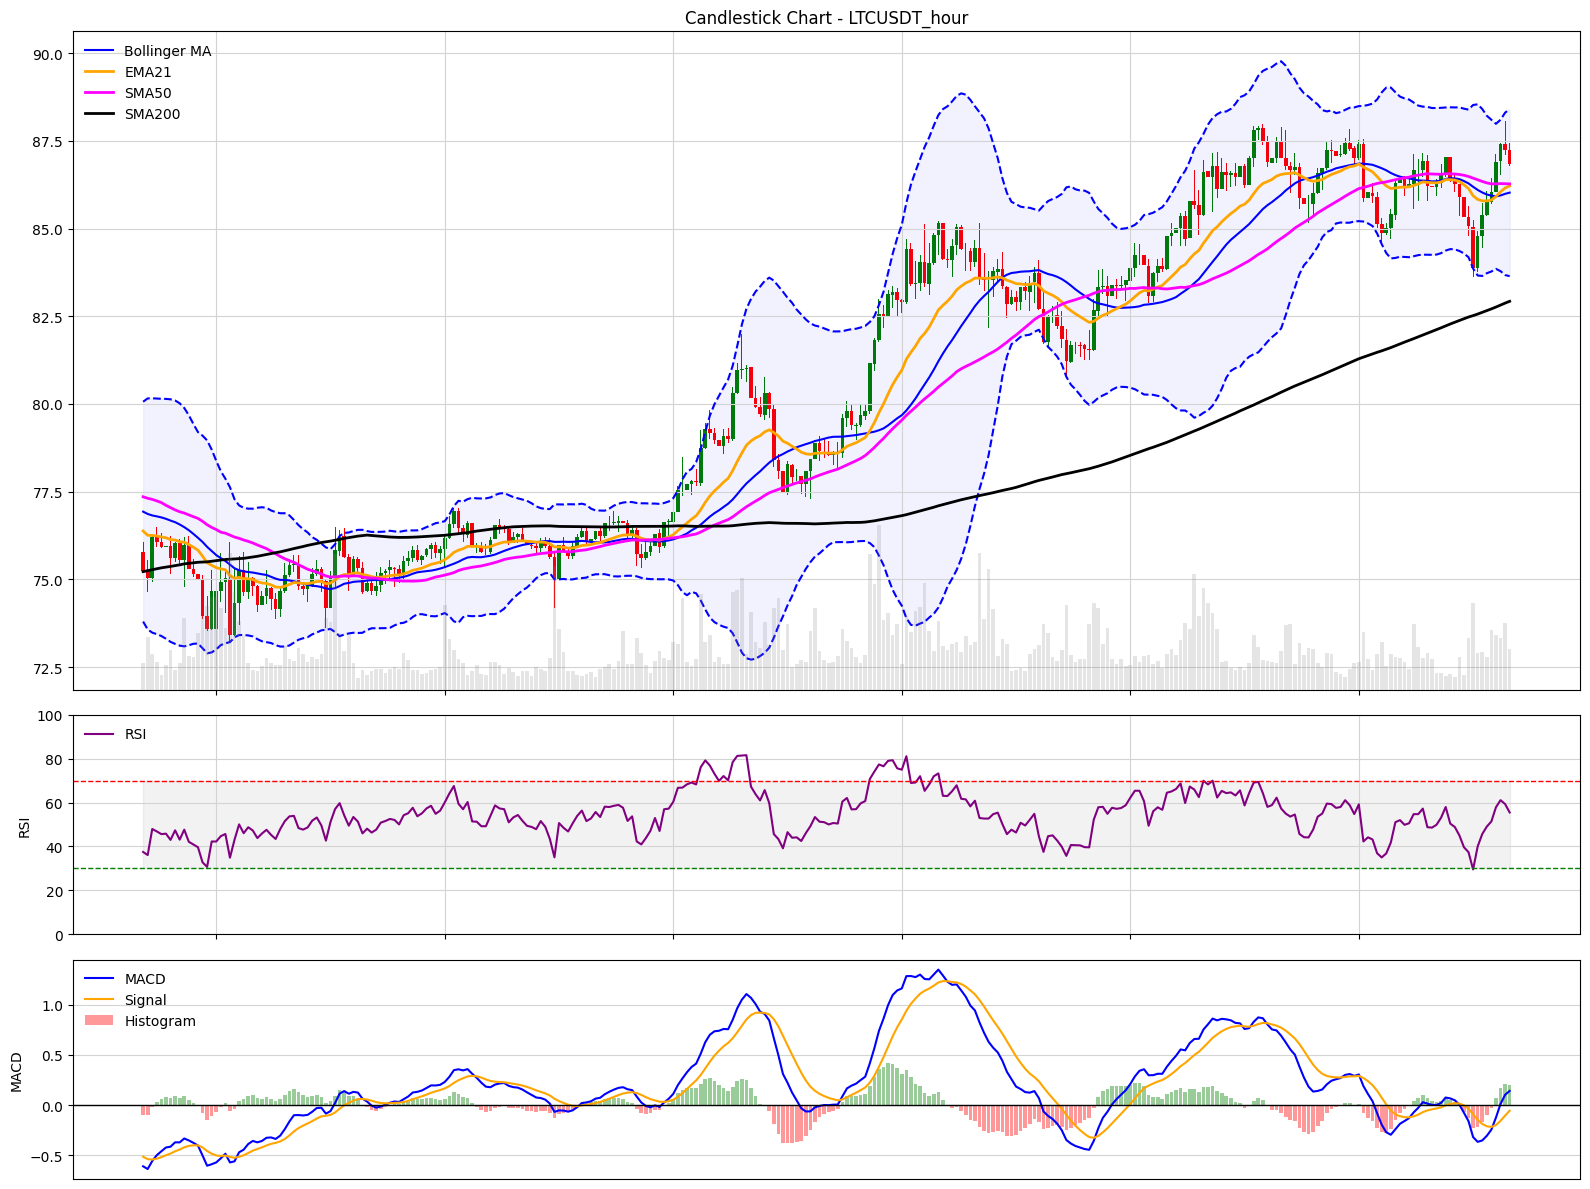 Candlestick Chart - LTCUSDT_hour
Bollinger MA
EMA21
SMA50
SMA200
90.0
87.5
85.0
82.5
80.0
77.5
75.0
72.5
RSI
RSI
100
80
60
40
20
0
MACD
Signal
Histogram
MACD
1.0
0.5
0.0
−0.5